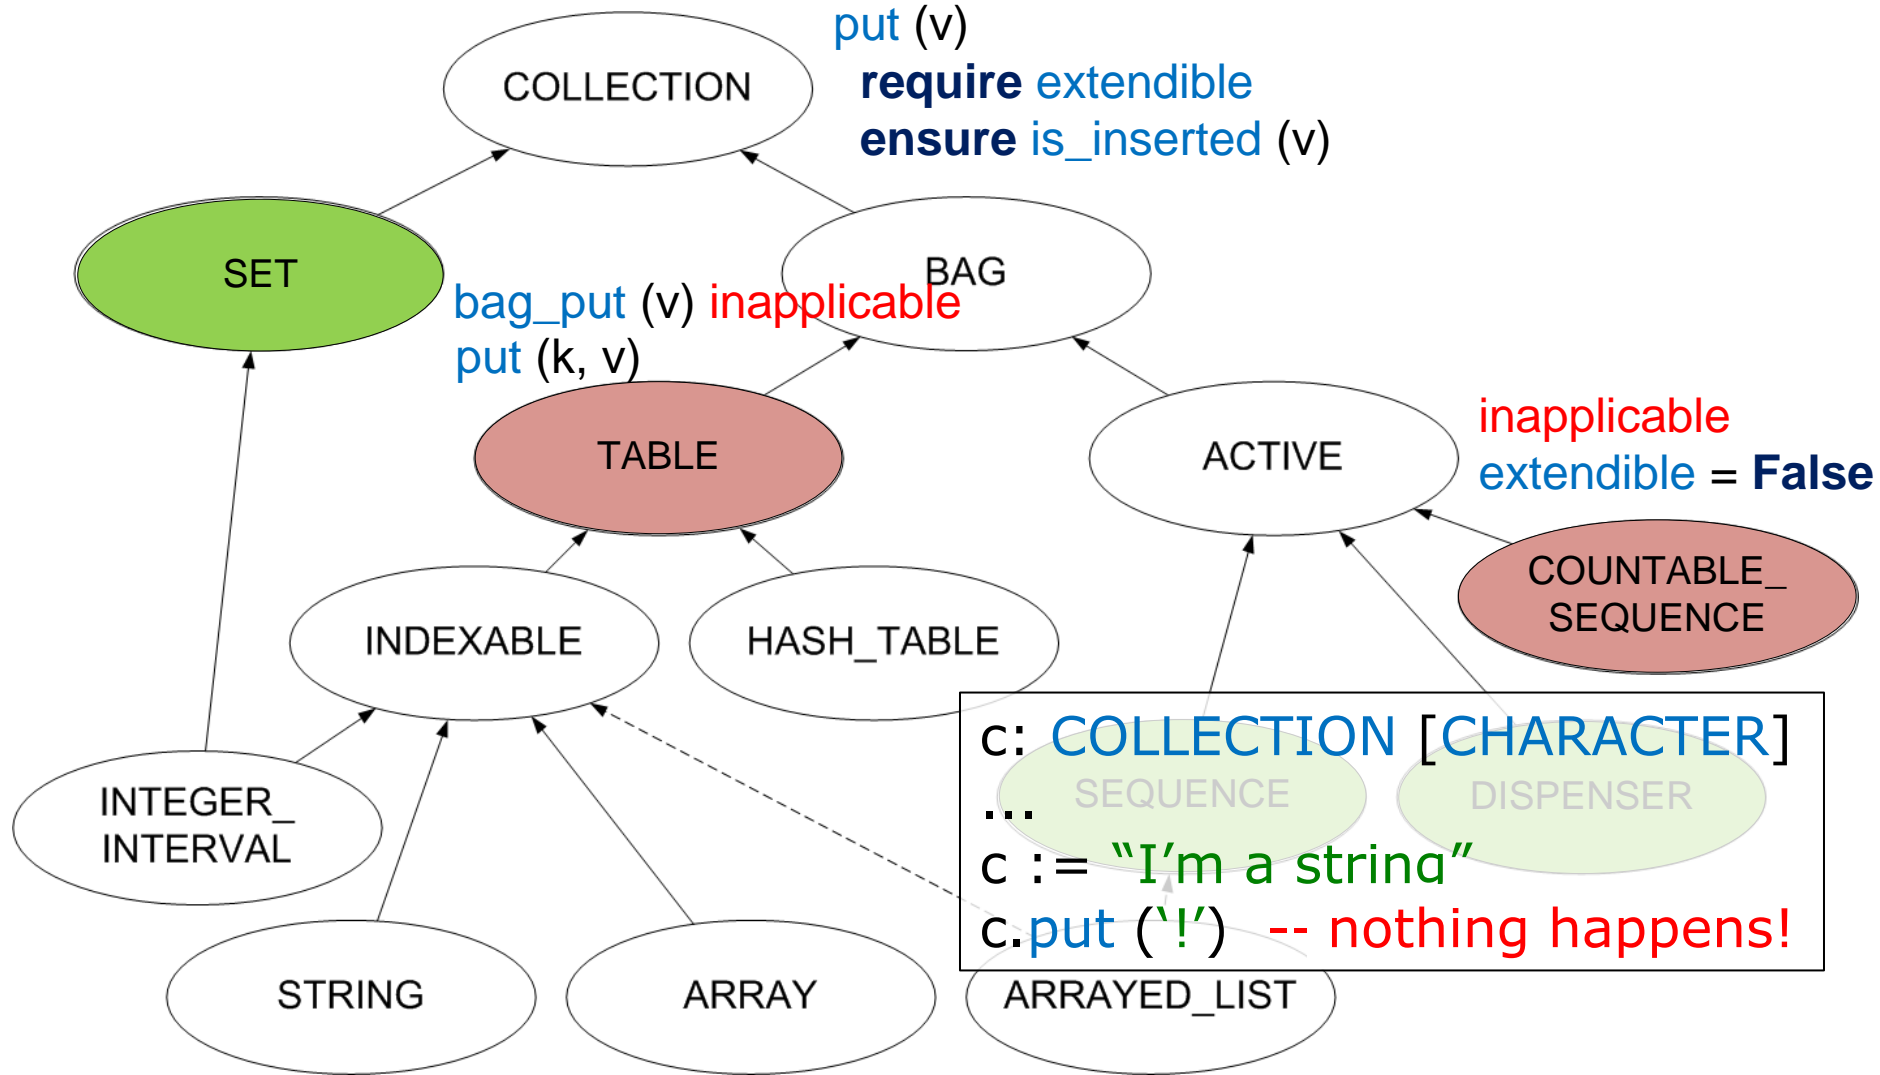 put (v)
COLLECTION
require extendible
ensure is_inserted (v)
SET
BAG
bag_put (v) inapplicable
put (k, v)
inapplicable
TABLE
ACTIVE
extendible = False
COUNTABLE_
SEQUENCE
INDEXABLE
HASH_TABLE
c: COLLECTION [CHARACTER]
INTEGER_
INTERVAL
SEQUENCE
DISPENSER
...
c := “I’m a string”
c.put (‘!’) -- nothing happens!
STRING
ARRAY
ARRAYED_LIST